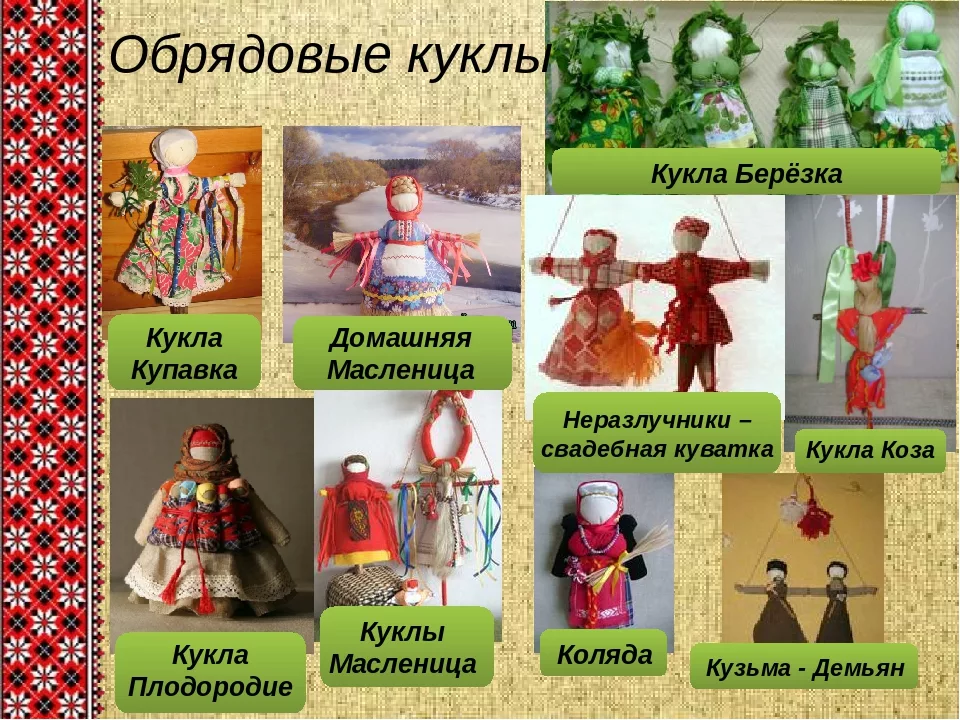 Обрядовые куклы
Кукла Берёзка
Кукла
Купавка
Домашняя
Масленица
Неразлучники –
свадебная куватка
Кукла Коза
Кукла
Плодородие
Куклы
Масленица
Коляда
Кузьма - Демьян